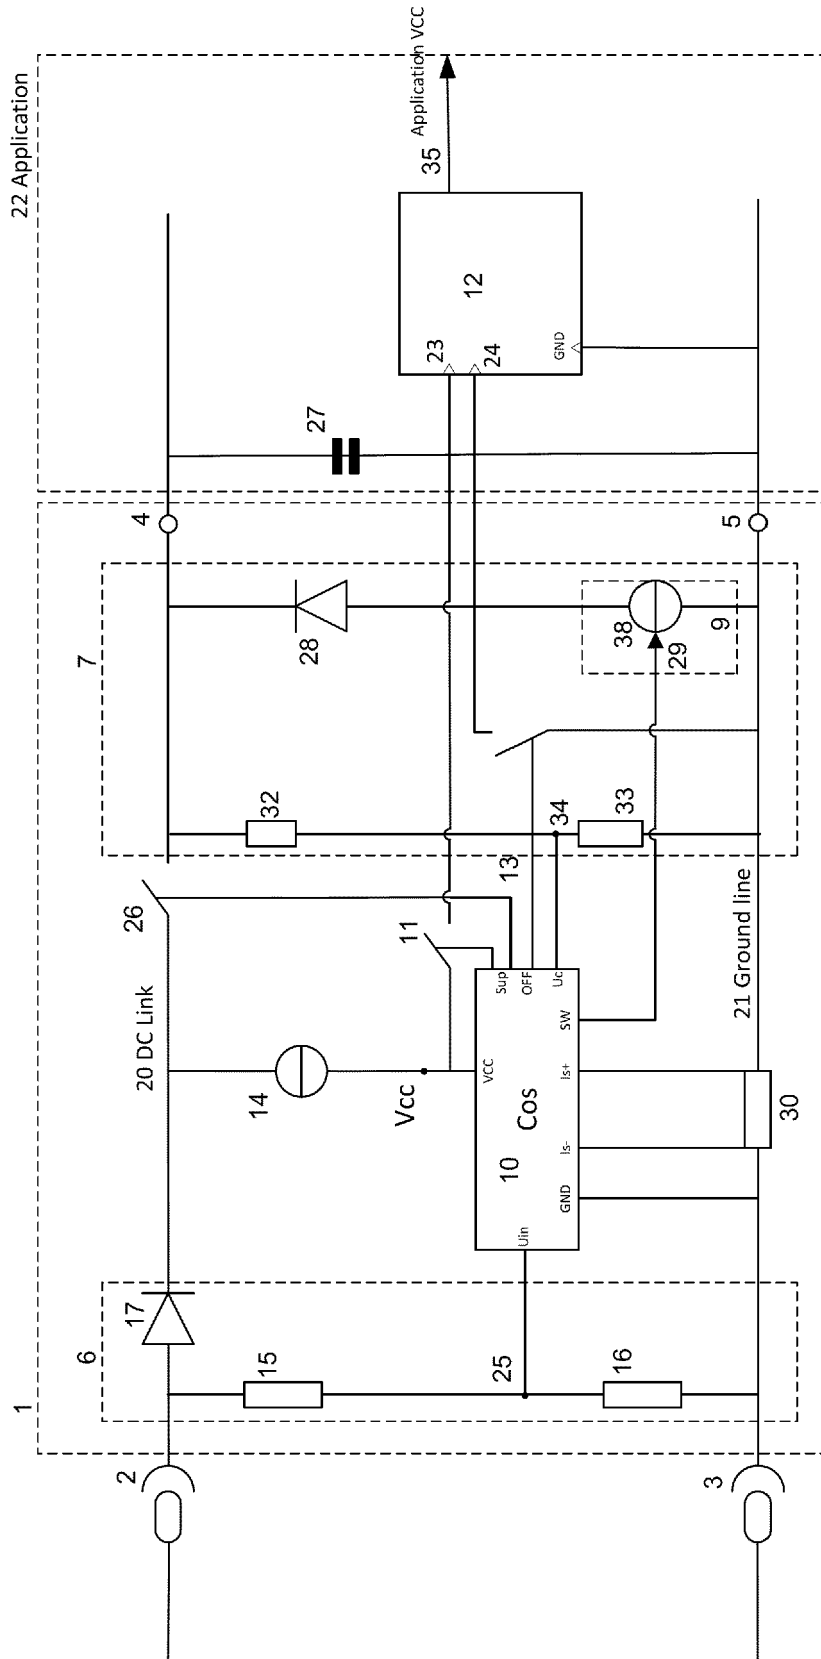 22 Application
Application VCC
35
12
23
24
GND
27
4
5
7
28
38
29
9
32
34
33
13
26
11
20 DC Link
21 Ground line
14
Vcc
Sup
OFF
Uc
VCC
SW
Is+
Is-
GND
Uin
10
Cos
30
1
6
17
15
25
16
2
3